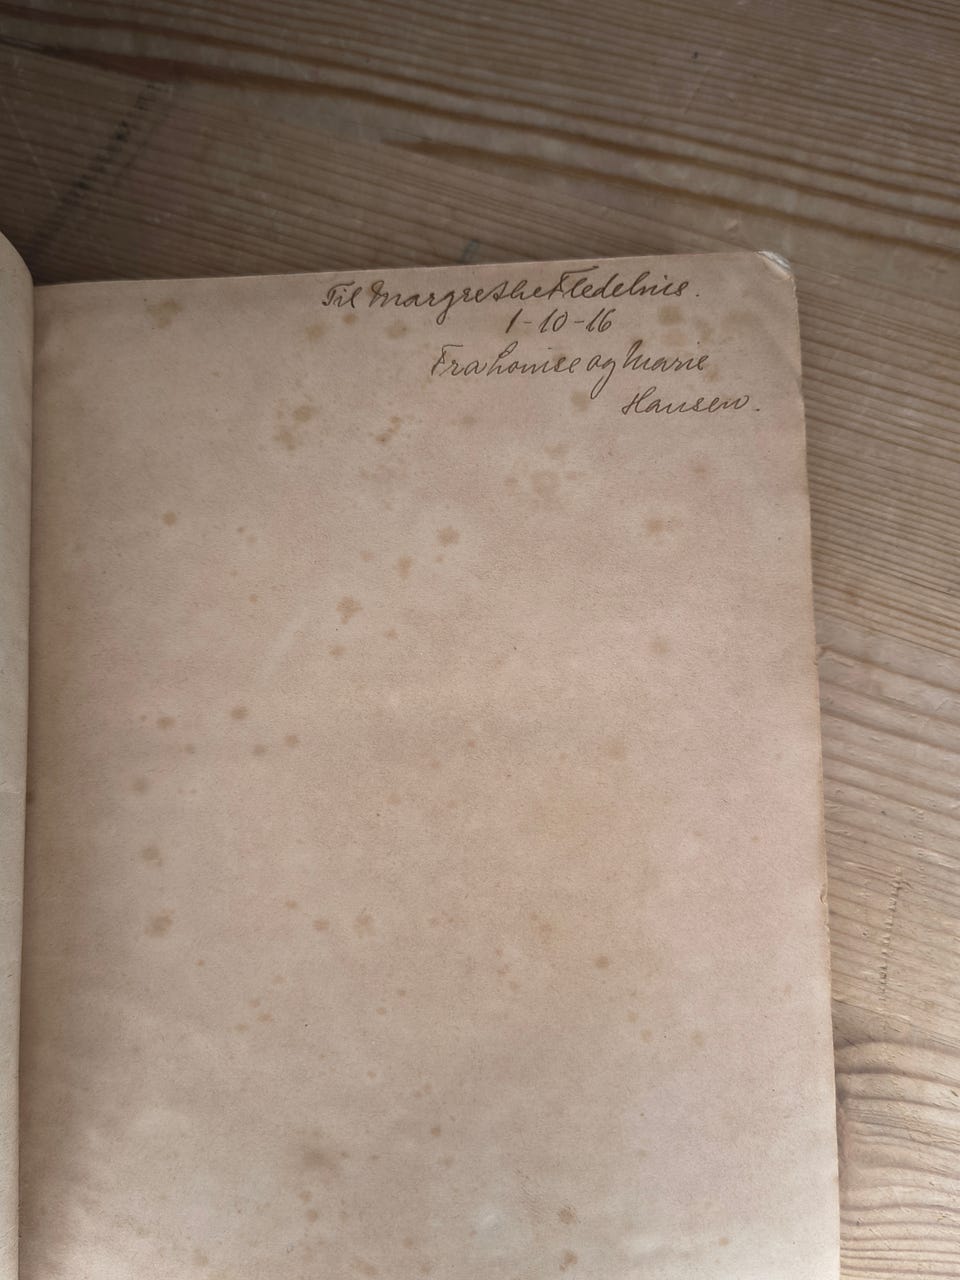 Til Margrethe Fledelius.
1-10-16
Fra Louise og Marie
Hansen.